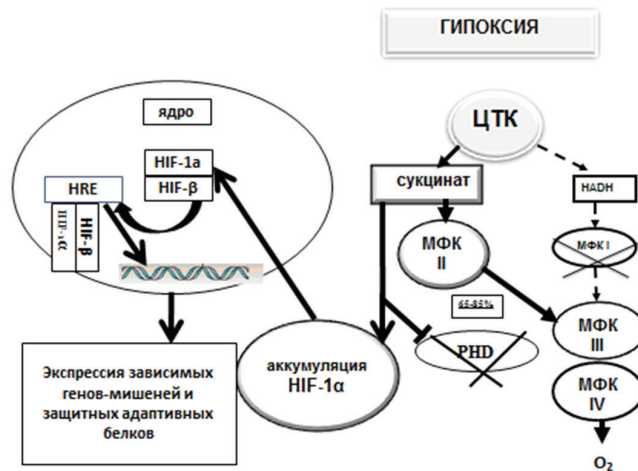 ГИПОКСИЯ
ядро
ЦТК
HIF-1a
HIF-β
HRE
HIF-1α
HIF-β
сукцинат
HADH
МФК
II
МФК I
65-85%
PHD
МФК
III
МФК
IV
O₂
аккумуляция
HIF-1α
Экспрессия зависимых
генов-мишеней и
защитных адаптивных
белков